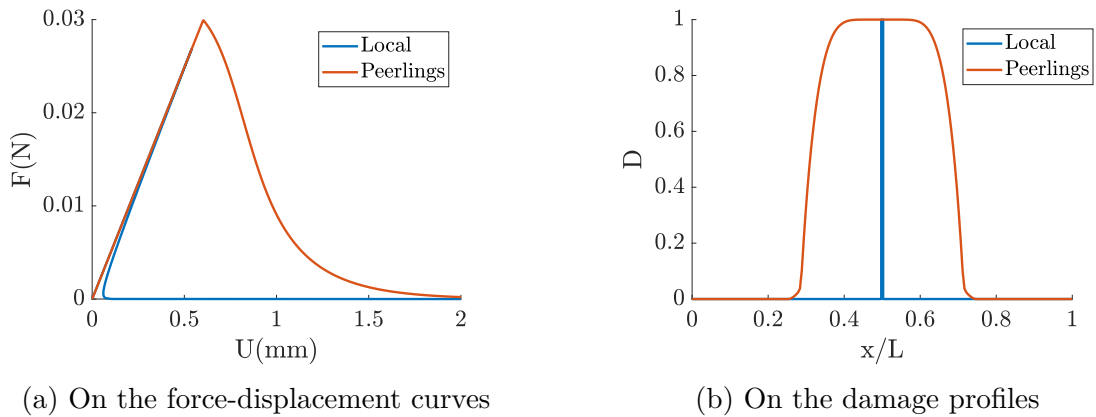 0.03
0.02
0.01
0
F(N)
0
0.5
1
1.5
2
U(mm)
Local
Peerlings
(a) On the force-displacement curves
1
0.8
0.6
0.4
0.2
0
D
0
0.2
0.4
0.6
0.8
1
x/L
Local
Peerlings
(b) On the damage profiles